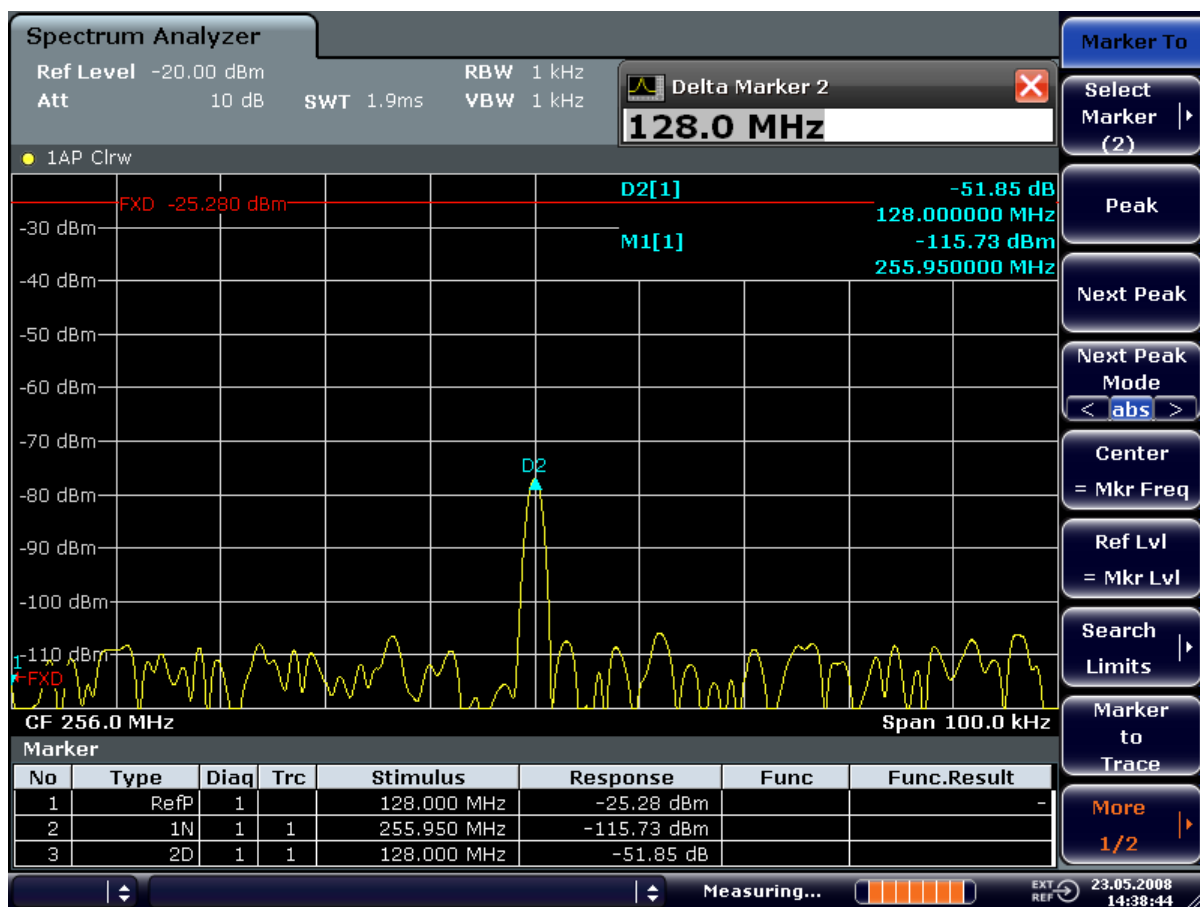 Spectrum Analyzer
Ref Level -20.00 dBm RBW 1 kHz
Att 10 dB SWT 1.9ms VBW 1 kHz
Delta Marker 2
128.0 MHz
1AP Clrw
D2[1] -51.85 dB
128.000000 MHz
M1[1] -115.73 dBm
255.950000 MHz
FXD -25.280 dBm
-30 dBm
-40 dBm
-50 dBm
-60 dBm
-70 dBm
D2
-80 dBm
-90 dBm
-100 dBm
-110 dBm
1
FXD
CF 256.0 MHz Span 100.0 kHz
Marker
No Type Diaq Trc Stimulus Response Func Func.Result
1 RefP 1 128.000 MHz -25.28 dBm -
2 1N 1 1 255.950 MHz -115.73 dBm
3 2D 1 1 128.000 MHz -51.85 dB
Measuring...
EXT REF
23.05.2008
14:38:44
Marker To
Select
Marker
(2)
Peak
Next Peak
Next Peak
Mode
< abs >
Center
= Mkr Freq
Ref Lvl
= Mkr Lvl
Search
Limits
Marker
to
Trace
More
1/2